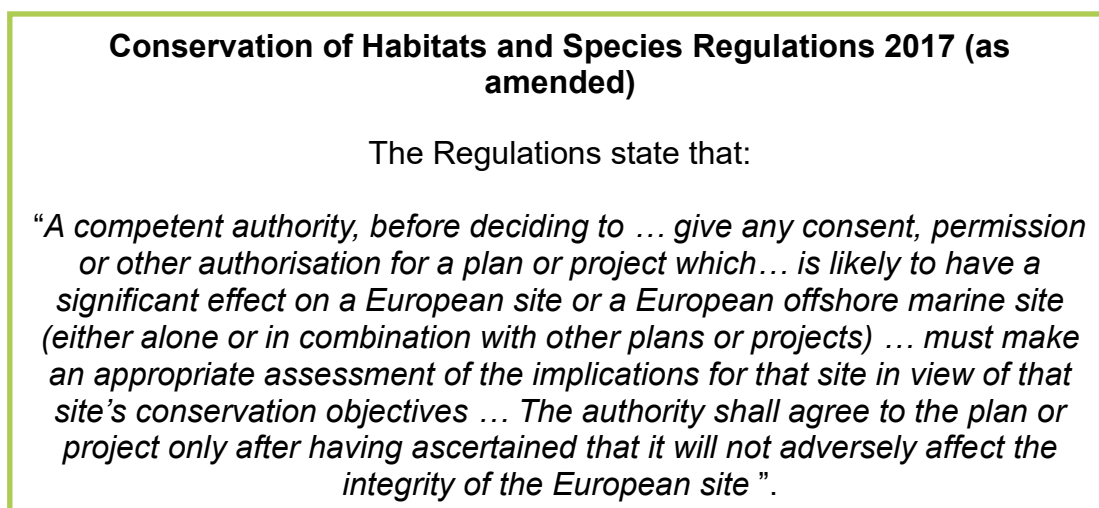 Conservation of Habitats and Species Regulations 2017 (as
amended)
The Regulations state that:
“A competent authority, before deciding to … give any consent, permission
or other authorisation for a plan or project which… is likely to have a
significant effect on a European site or a European offshore marine site
(either alone or in combination with other plans or projects) … must make
an appropriate assessment of the implications for that site in view of that
site’s conservation objectives … The authority shall agree to the plan or
project only after having ascertained that it will not adversely affect the
integrity of the European site ”.